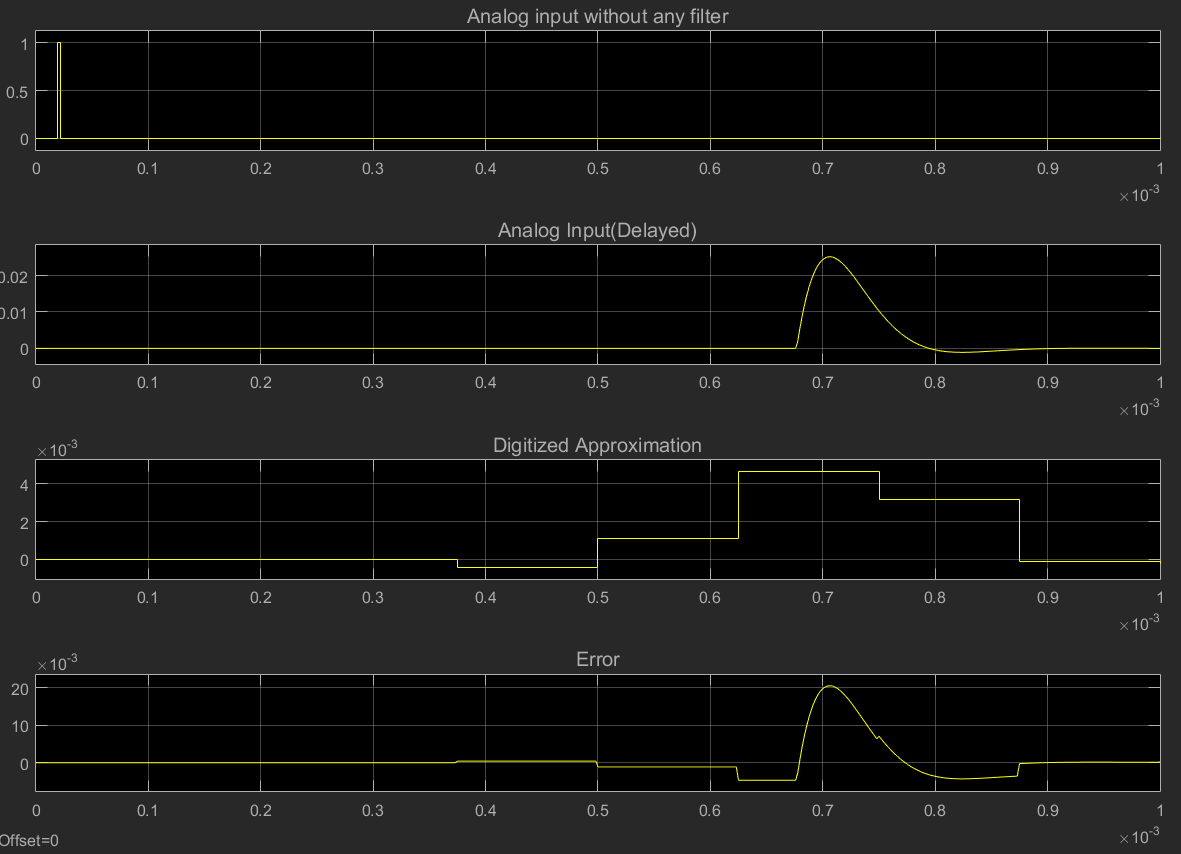 Analog input without any filter
1
0.5
0
0 0.1 0.2 0.3 0.4 0.5 0.6 0.7 0.8 0.9 1
×10-3
Analog Input(Delayed)
0.02
0.01
0
0 0.1 0.2 0.3 0.4 0.5 0.6 0.7 0.8 0.9 1
×10-3
Digitized Approximation
×10-3
4
2
0
0 0.1 0.2 0.3 0.4 0.5 0.6 0.7 0.8 0.9 1
×10-3
Error
×10-3
20
10
0
0 0.1 0.2 0.3 0.4 0.5 0.6 0.7 0.8 0.9 1
×10-3
Offset=0